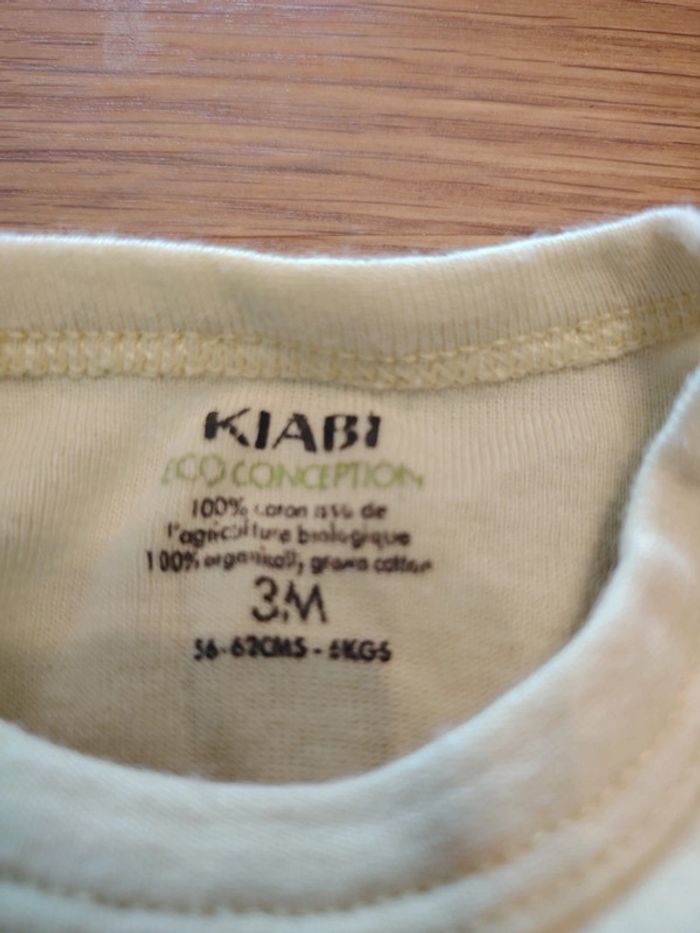 KIABI
ECO CONCEPTION
100% coton issu de
l'agriculture biologique
100% organically grown cotton
3M
56-62CMS - 6KGS